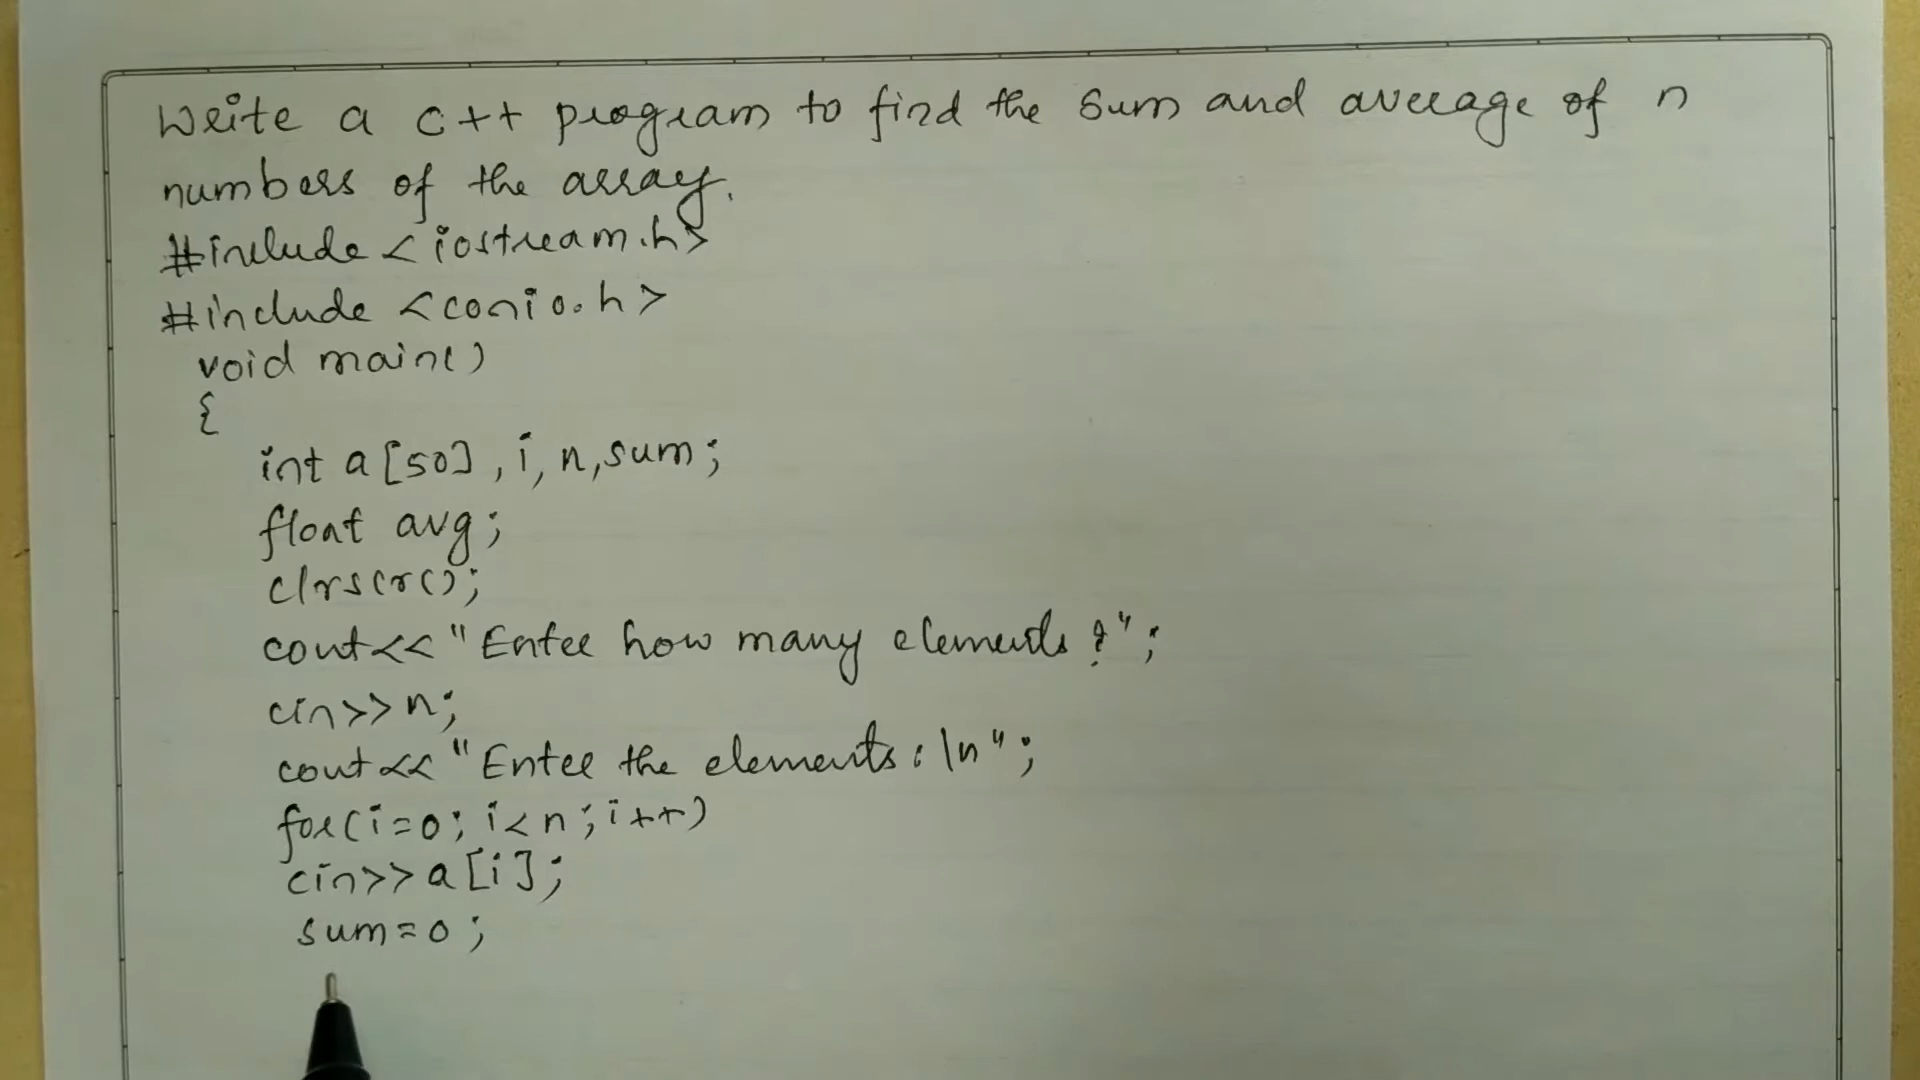 Write a c++ program to find the sum and average of n
numbers of the array.
#include <iostream.h>
#include <conio.h>
void main()
{
int a[50], i, n, sum;
float avg;
clrscr();
cout<<"Enter how many elements?";
cin>>n;
cout<<"Enter the elements:\n";
for(i=0; i<n; i++)
cin>>a[i];
sum=0;